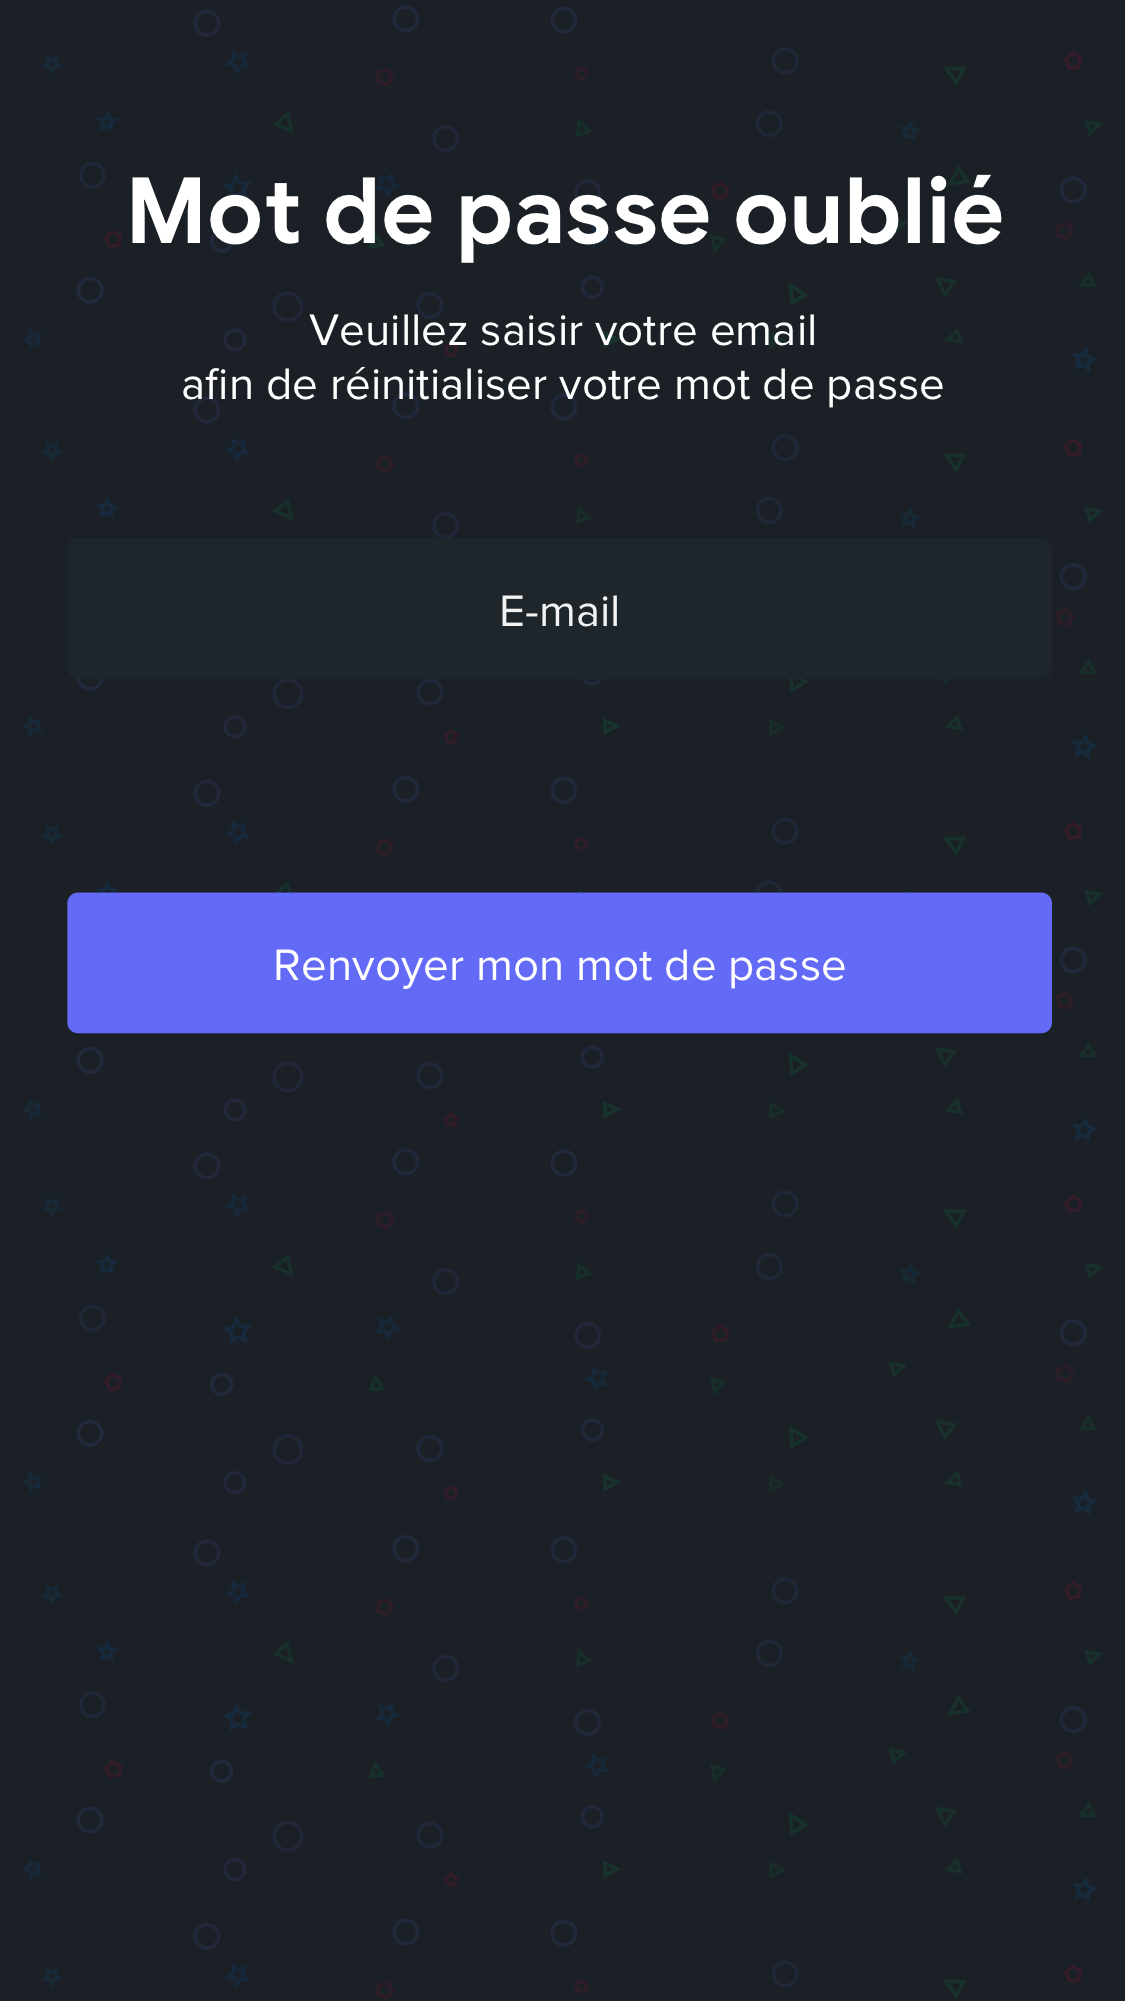 Mot de passe oublié
Veuillez saisir votre email
afin de réinitialiser votre mot de passe
E-mail
Renvoyer mon mot de passe